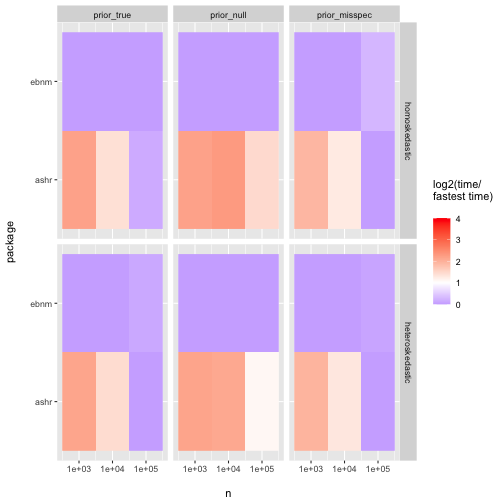 prior_true
prior_null
prior_misspec
ebnm
ashr
homoskedastic
ebnm
ashr
heteroskedastic
1e+03
1e+04
1e+05
1e+03
1e+04
1e+05
1e+03
1e+04
1e+05
n
package
log2(time/
fastest time)
4
3
2
1
0